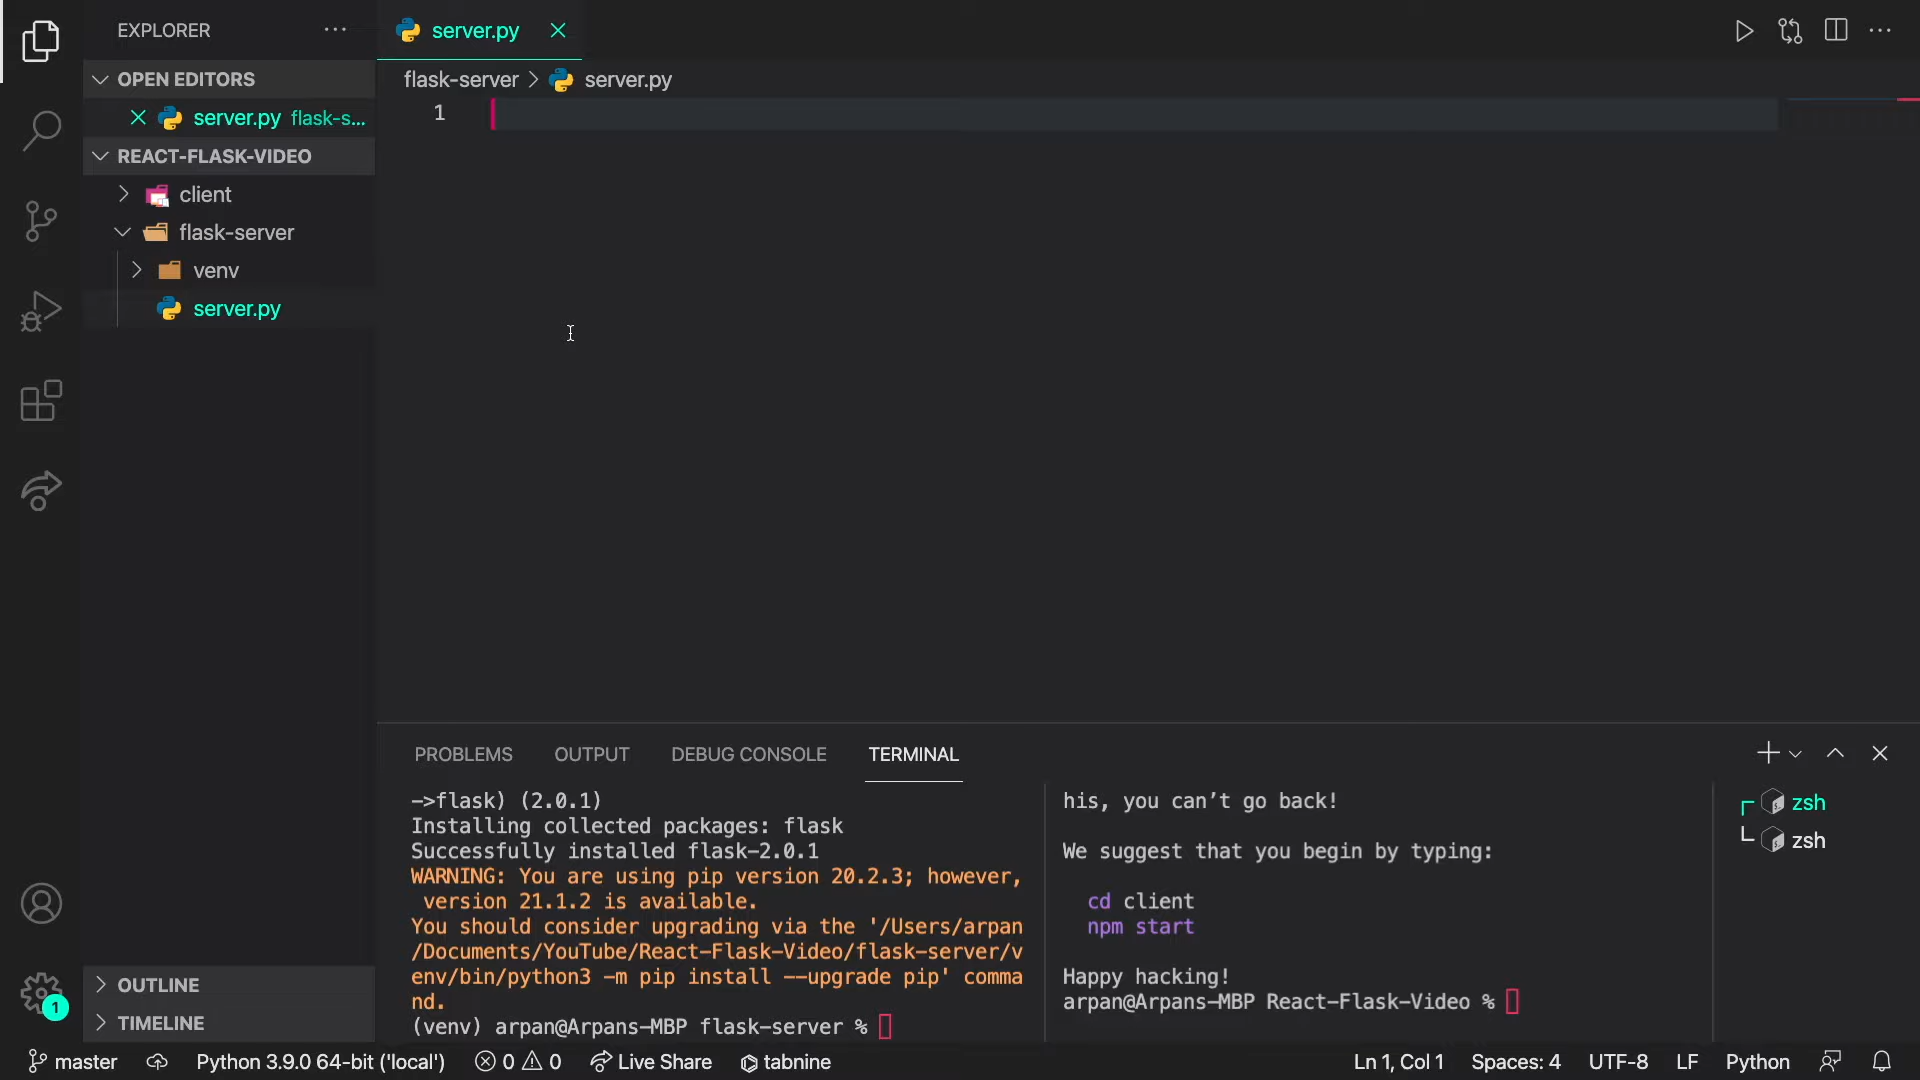 EXPLORER
OPEN EDITORS
server.py flask-s...
REACT-FLASK-VIDEO
client
flask-server
venv
server.py
OUTLINE
TIMELINE
server.py
flask-server > server.py
1
PROBLEMS OUTPUT DEBUG CONSOLE TERMINAL
->flask) (2.0.1)
Installing collected packages: flask
Successfully installed flask-2.0.1
WARNING: You are using pip version 20.2.3; however,
version 21.1.2 is available.
You should consider upgrading via the '/Users/arpan
/Documents/YouTube/React-Flask-Video/flask-server/v
env/bin/python3 -m pip install --upgrade pip' comma
nd.
(venv) arpan@Arpans-MBP flask-server %
his, you can’t go back!
We suggest that you begin by typing:
cd client
npm start
Happy hacking!
arpan@Arpans-MBP React-Flask-Video %
zsh
zsh
1
master Python 3.9.0 64-bit ('local') 0 0 Live Share tabnine Ln 1, Col 1 Spaces: 4 UTF-8 LF Python